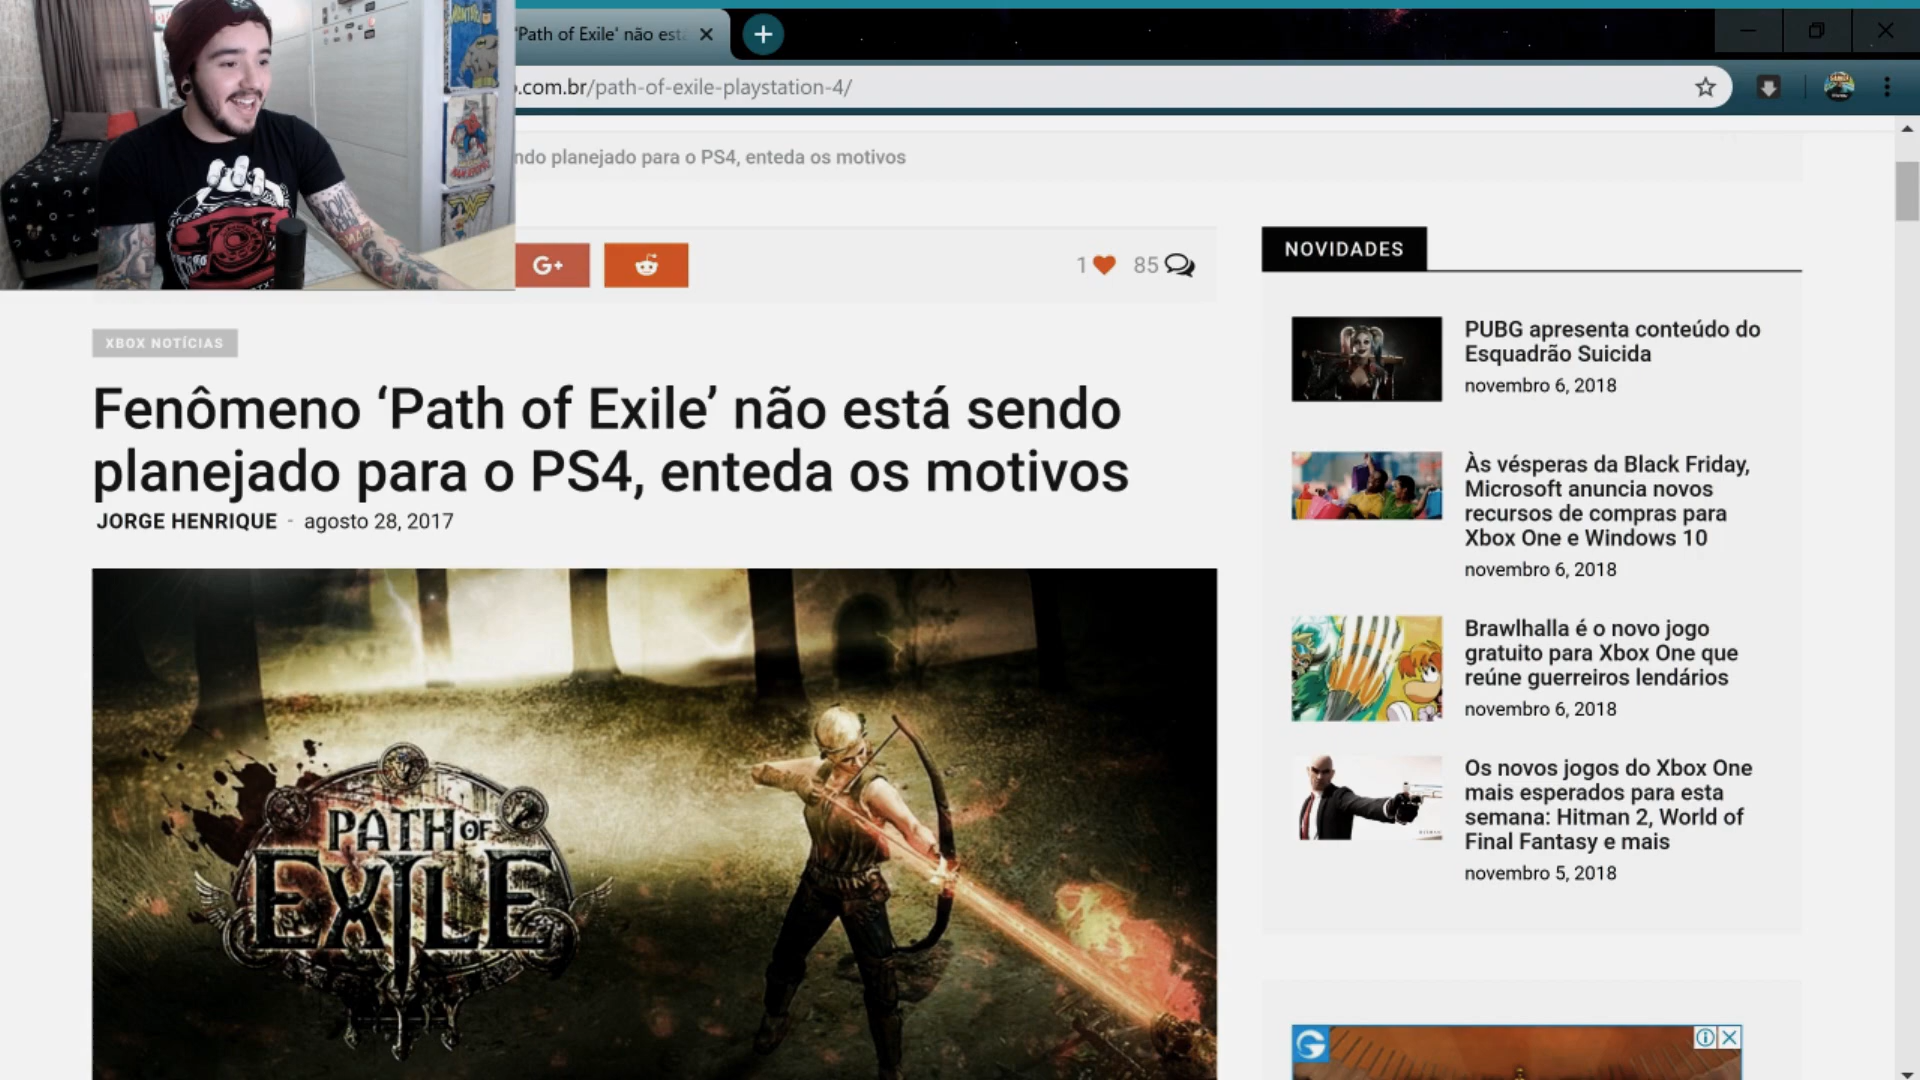 'Path of Exile' não est
.com.br/path-of-exile-playstation-4/
ndo planejado para o PS4, enteda os motivos
G+
1
85
XBOX NOTÍCIAS
Fenômeno ‘Path of Exile’ não está sendo
planejado para o PS4, enteda os motivos
JORGE HENRIQUE - agosto 28, 2017
PATH OF
EXILE
NOVIDADES
PUBG apresenta conteúdo do
Esquadrão Suicida
novembro 6, 2018
Às vésperas da Black Friday,
Microsoft anuncia novos
recursos de compras para
Xbox One e Windows 10
novembro 6, 2018
Brawlhalla é o novo jogo
gratuito para Xbox One que
reúne guerreiros lendários
novembro 6, 2018
Os novos jogos do Xbox One
mais esperados para esta
semana: Hitman 2, World of
Final Fantasy e mais
novembro 5, 2018